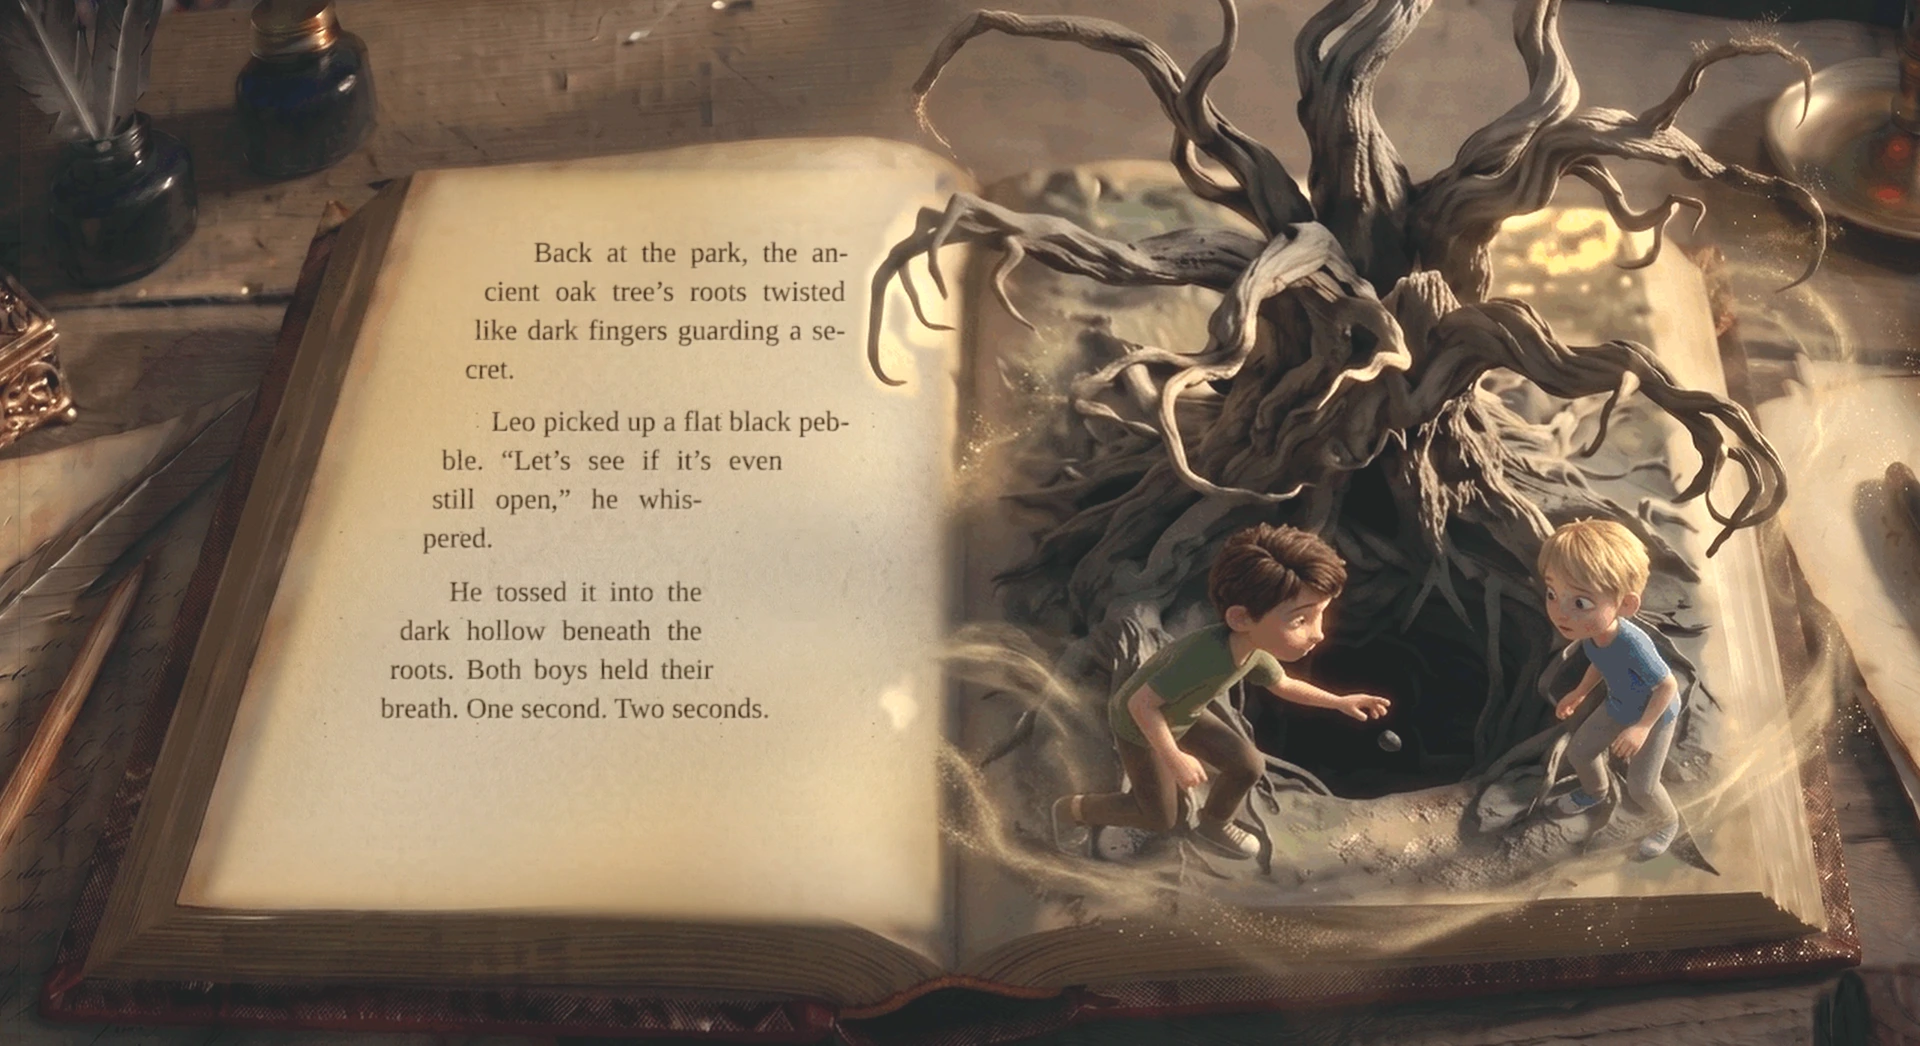 Back at the park, the an-
cient oak tree’s roots twisted
like dark fingers guarding a se-
cret.
Leo picked up a flat black peb-
ble. “Let’s see if it’s even
still open,” he whis-
pered.
He tossed it into the
dark hollow beneath the
roots. Both boys held their
breath. One second. Two seconds.